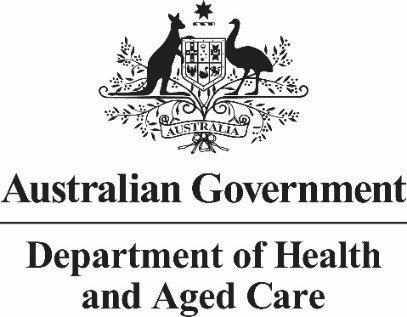 AUSTRALIA
Australian Government
Department of Health
and Aged Care